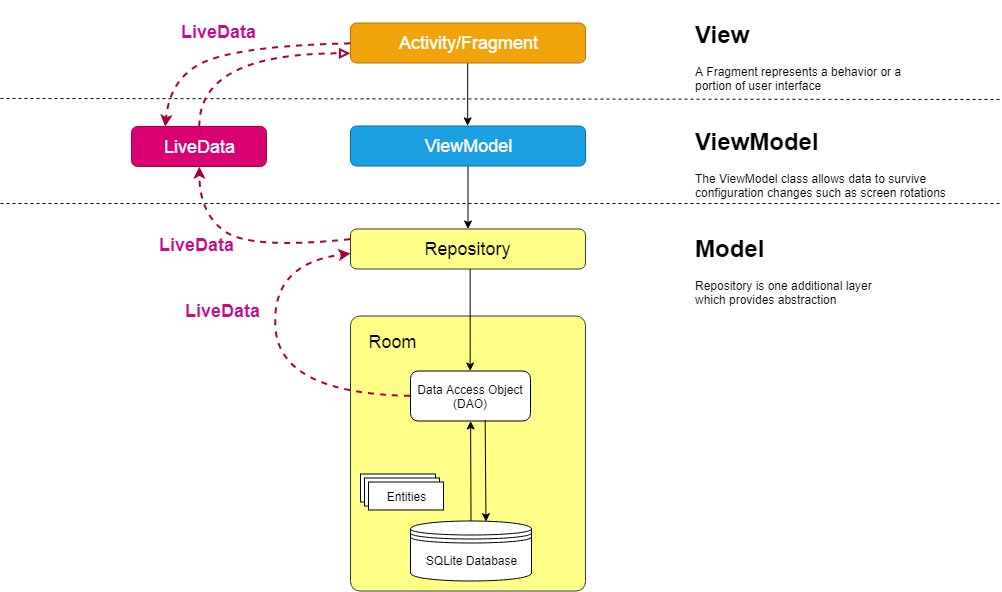 LiveData
Activity/Fragment
View
A Fragment represents a behavior or a
portion of user interface
LiveData
ViewModel
ViewModel
The ViewModel class allows data to survive
configuration changes such as screen rotations
LiveData
Repository
Model
Repository is one additional layer
which provides abstraction
LiveData
Room
Data Access Object
(DAO)
Entities
SQLite Database